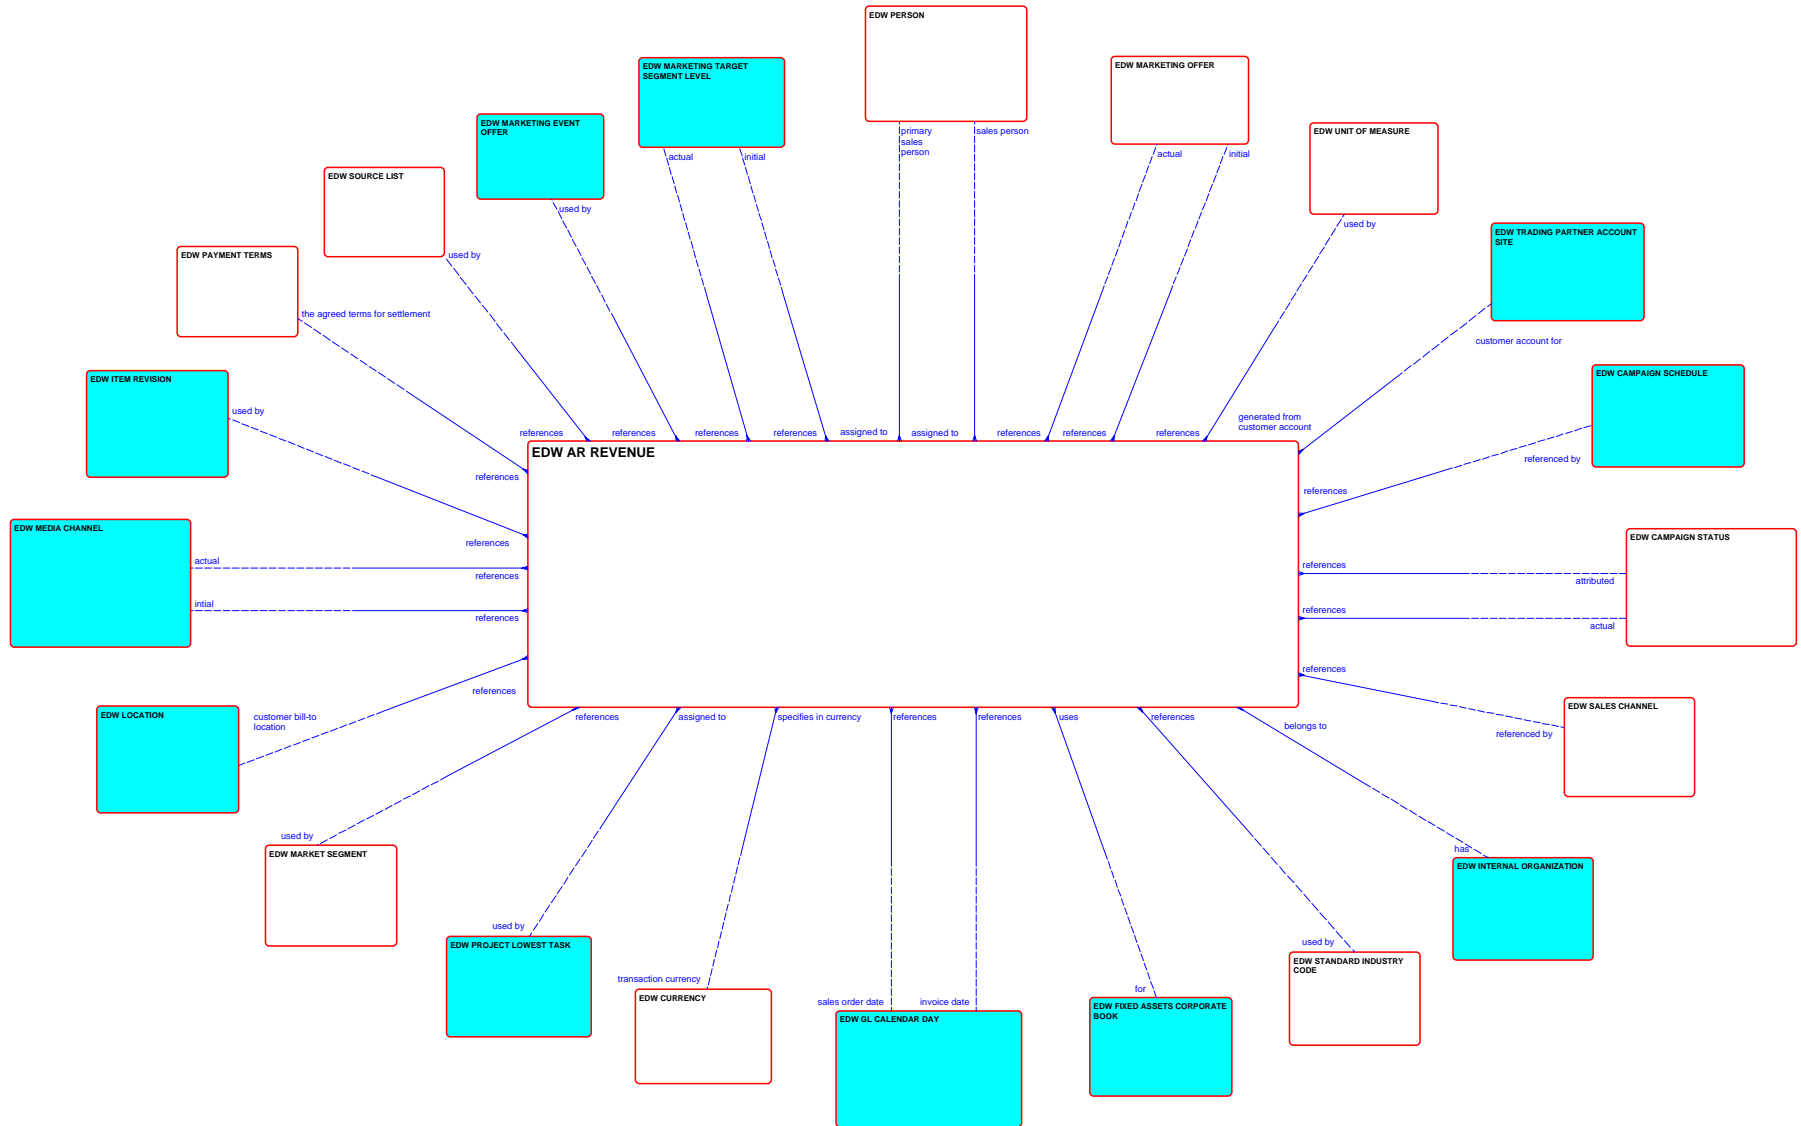 EDW PERSON
EDW MARKETING TARGET
SEGMENT LEVEL
EDW MARKETING OFFER
EDW MARKETING EVENT
OFFER
EDW UNIT OF MEASURE
primary
sales
person
sales person
actual
initial
actual
initial
EDW SOURCE LIST
used by
used by
EDW TRADING PARTNER ACCOUNT
SITE
EDW PAYMENT TERMS
used by
the agreed terms for settlement
customer account for
EDW ITEM REVISION
EDW CAMPAIGN SCHEDULE
used by
generated from
customer account
references
references
references
references
assigned to
assigned to
references
references
references
EDW AR REVENUE
referenced by
references
references
EDW MEDIA CHANNEL
references
EDW CAMPAIGN STATUS
actual
references
references
attributed
intial
references
references
actual
references
references
EDW LOCATION
customer bill-to
location
references
assigned to
specifies in currency
references
references
uses
references
belongs to
EDW SALES CHANNEL
referenced by
used by
EDW MARKET SEGMENT
has
EDW INTERNAL ORGANIZATION
used by
EDW PROJECT LOWEST TASK
used by
EDW STANDARD INDUSTRY
CODE
transaction currency
EDW CURRENCY
sales order date
invoice date
for
EDW GL CALENDAR DAY
EDW FIXED ASSETS CORPORATE
BOOK